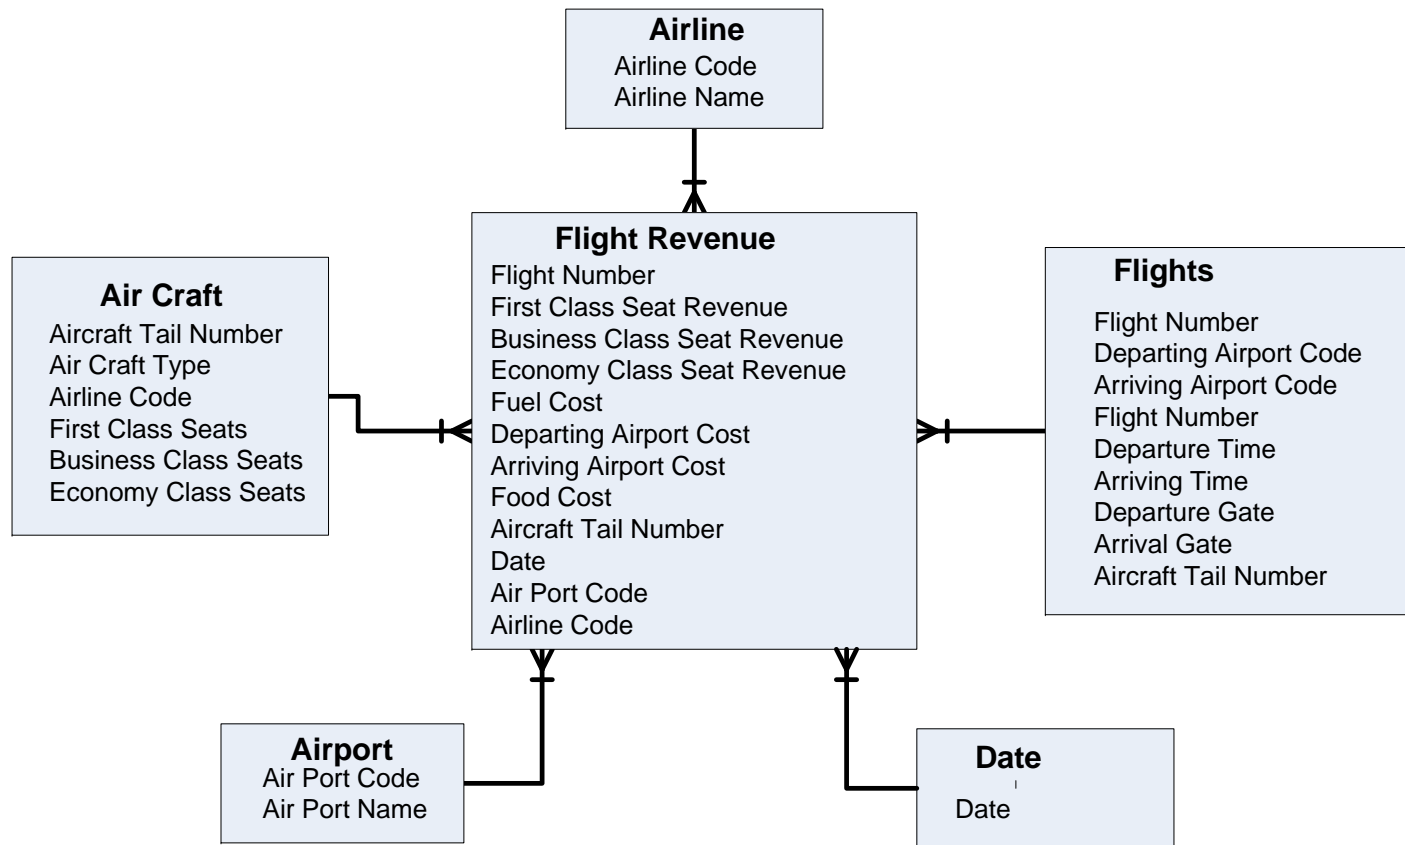 Airline
Airline Code
Airline Name
Flight Revenue
Flight Number
First Class Seat Revenue
Business Class Seat Revenue
Economy Class Seat Revenue
Fuel Cost
Departing Airport Cost
Arriving Airport Cost
Food Cost
Aircraft Tail Number
Date
Air Port Code
Airline Code
Air Craft
Aircraft Tail Number
Air Craft Type
Airline Code
First Class Seats
Business Class Seats
Economy Class Seats
Flights
Flight Number
Departing Airport Code
Arriving Airport Code
Flight Number
Departure Time
Arriving Time
Departure Gate
Arrival Gate
Aircraft Tail Number
Airport
Air Port Code
Air Port Name
Date
Date